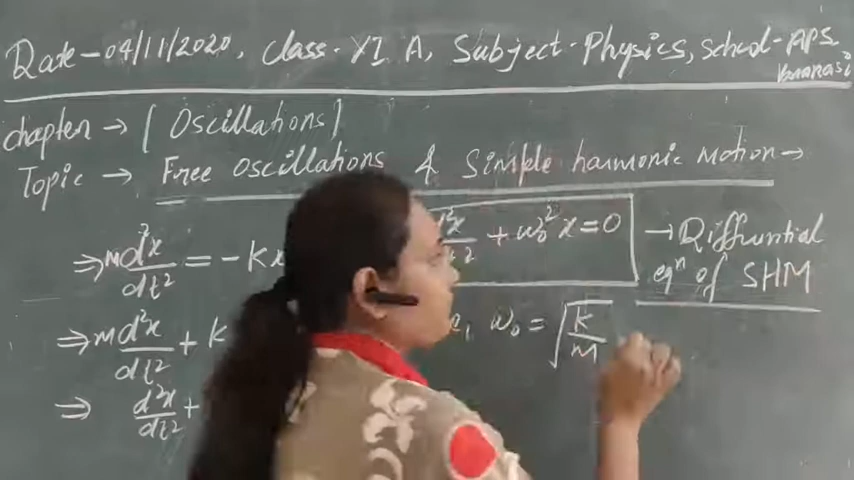 Date - 04/11/2020, Class - XI A, Subject - Physics, School - APS
Varanasi
Chapter → [Oscillations]
Topic → Free Oscillations & Simple harmonic Motion →
⇒ m d²x/dt² = - Kx
d²x/dt² + ω₀² x = 0 → Differential
eqⁿ of SHM
⇒ m d²x/dt² + K
ω₀ = √(K/m)
⇒ d²x/dt² +